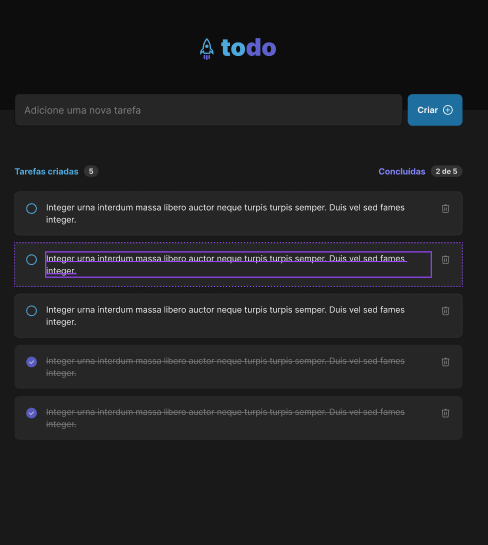 todo
Adicione uma nova tarefa
Criar
Tarefas criadas 5
Concluídas 2 de 5
Integer urna interdum massa libero auctor neque turpis turpis semper. Duis vel sed fames
integer.
Integer urna interdum massa libero auctor neque turpis turpis semper. Duis vel sed fames
integer.
Integer urna interdum massa libero auctor neque turpis turpis semper. Duis vel sed fames
integer.
Integer urna interdum massa libero auctor neque turpis turpis semper. Duis vel sed fames
integer.
Integer urna interdum massa libero auctor neque turpis turpis semper. Duis vel sed fames
integer.